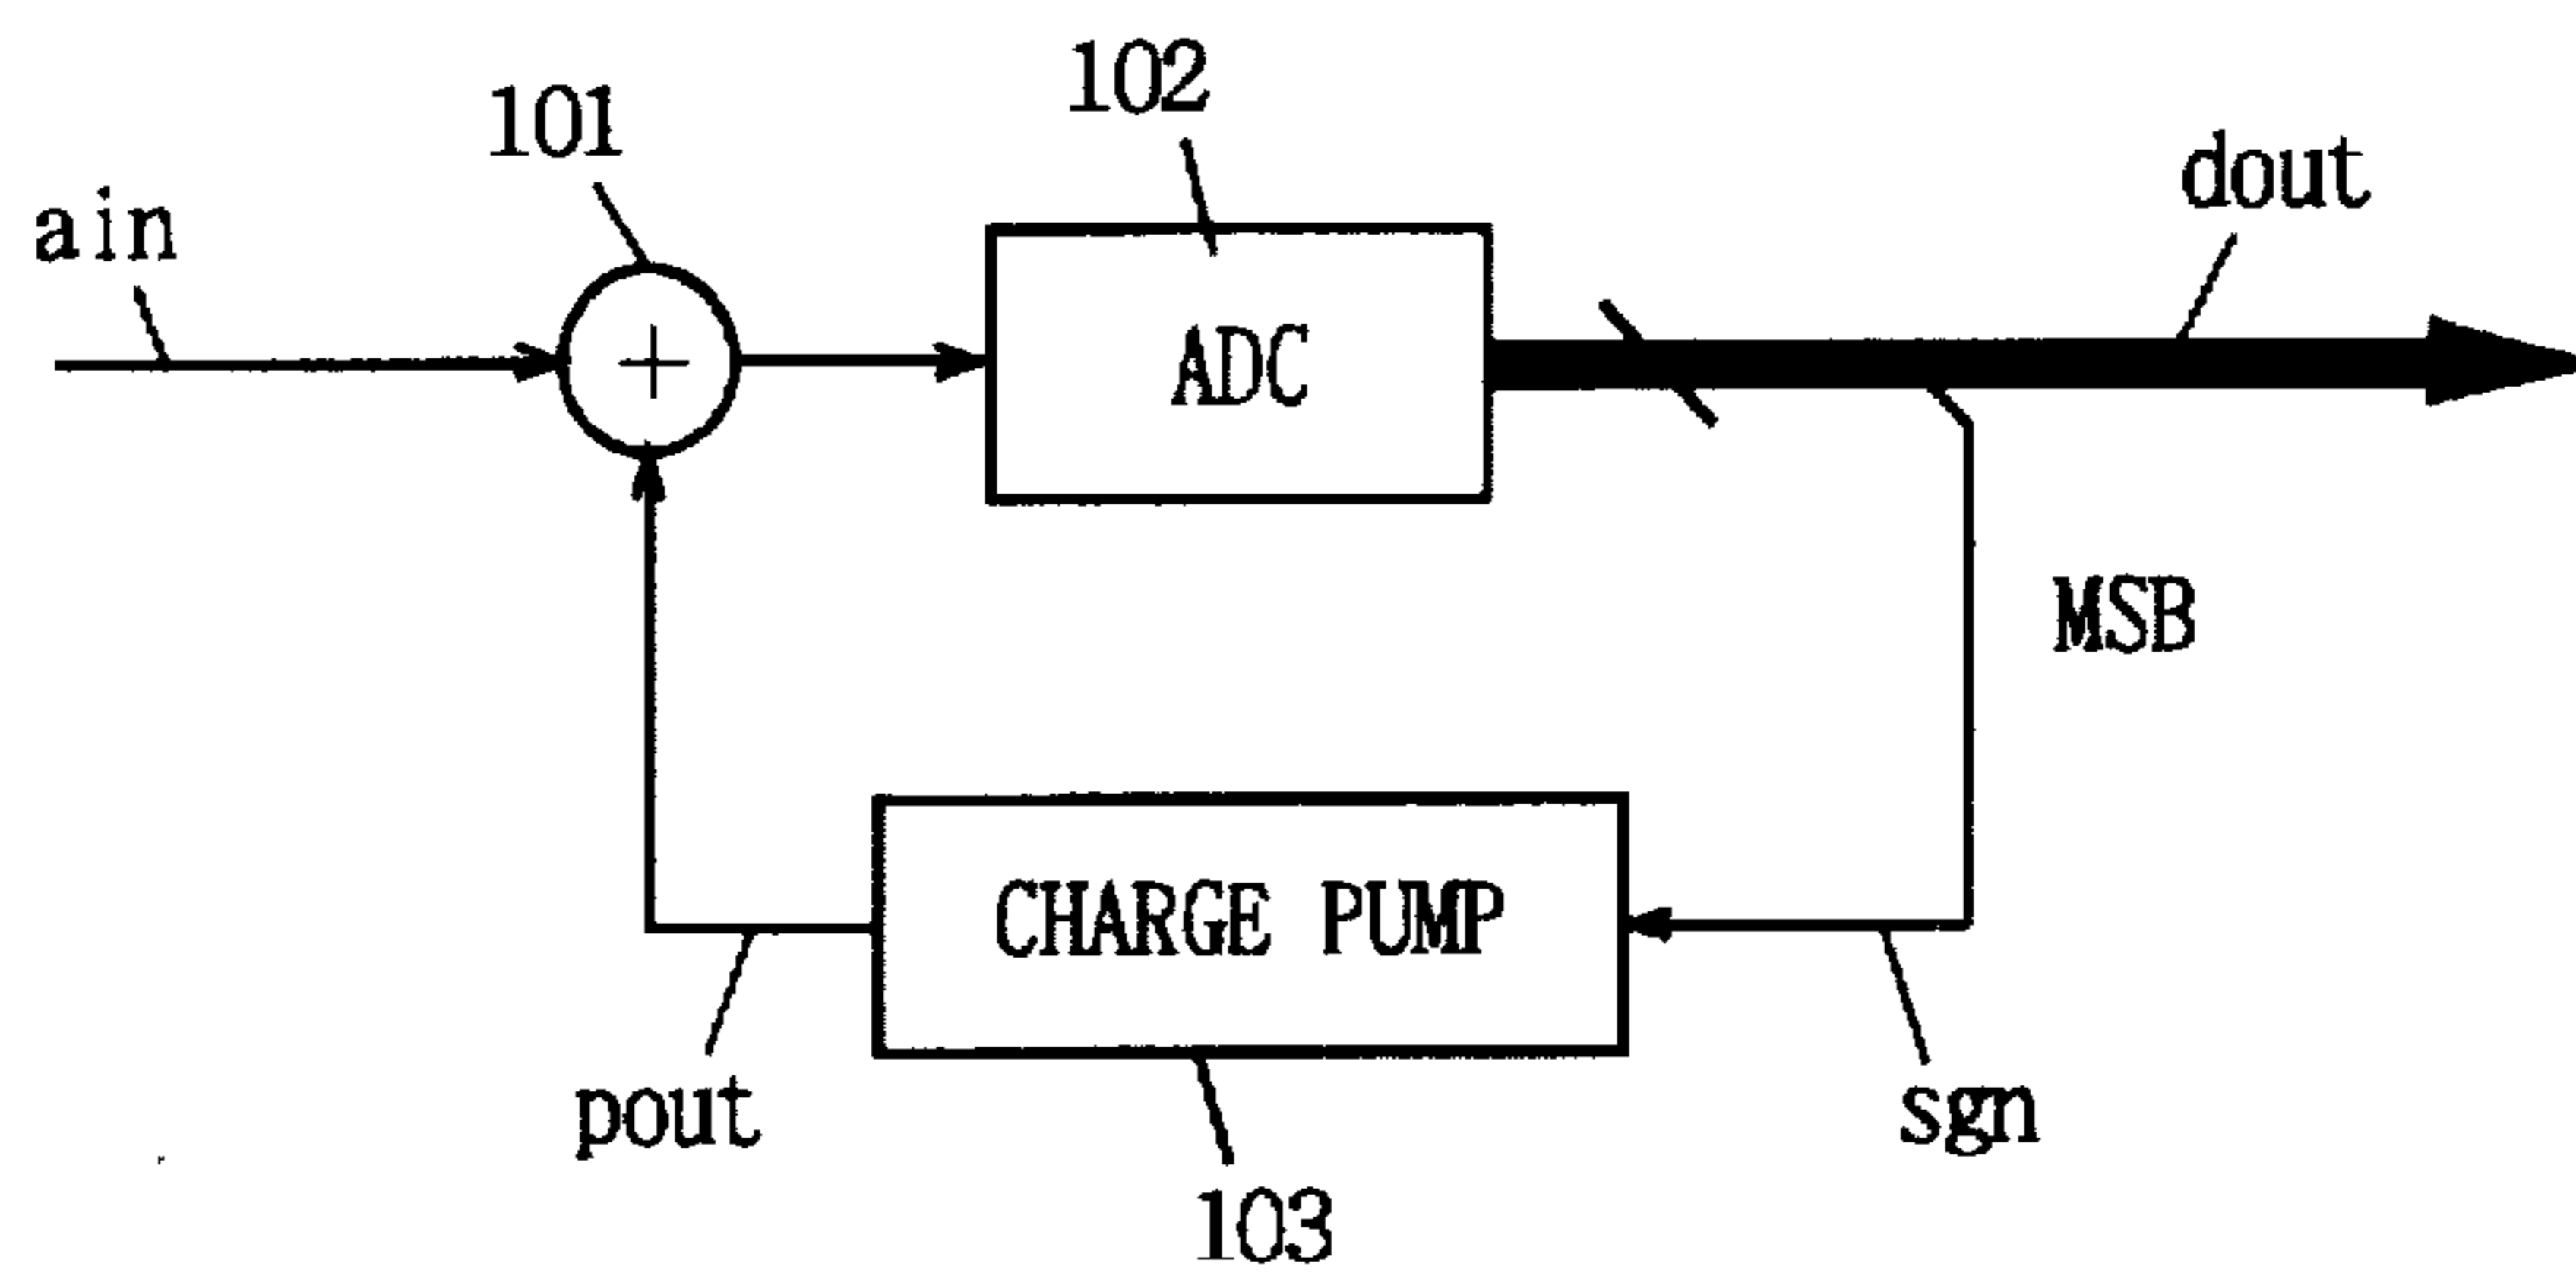 102
101
dout
ain
+
ADC
MSB
CHARGE PUMP
pout
sgn
103